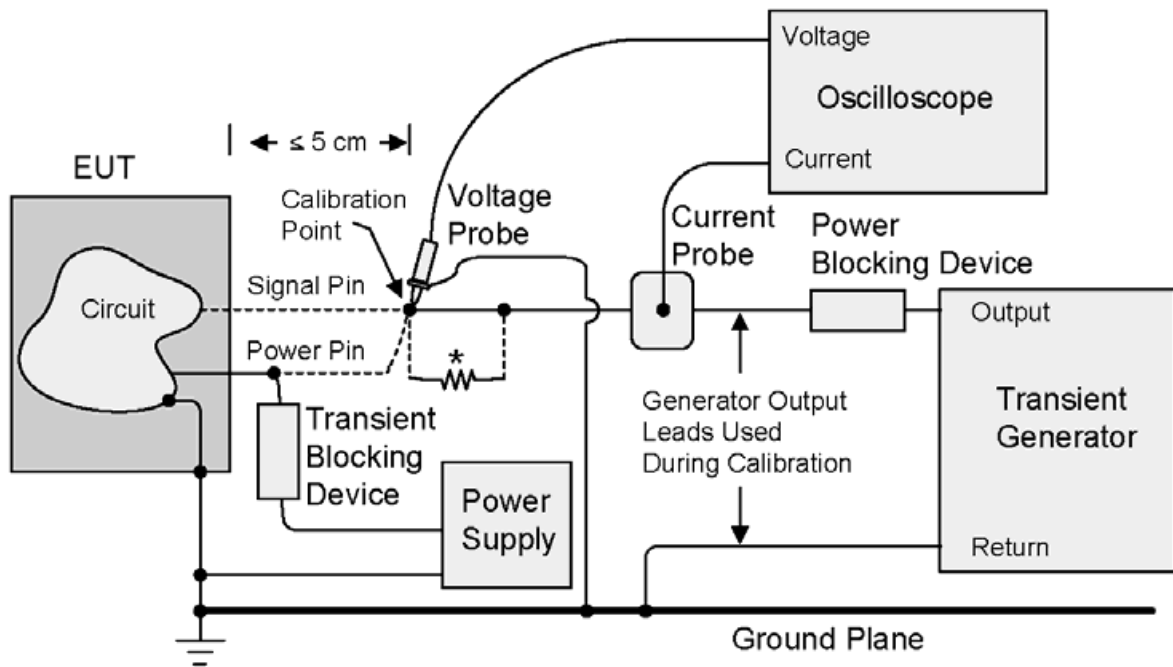 Voltage
Oscilloscope
Current
≤ 5 cm
EUT
Calibration
Point
Voltage
Probe
Current
Probe
Power
Blocking Device
Signal Pin
Circuit
Output
Power Pin
*
Transient
Blocking
Device
Generator Output
Leads Used
During Calibration
Transient
Generator
Power
Supply
Return
Ground Plane